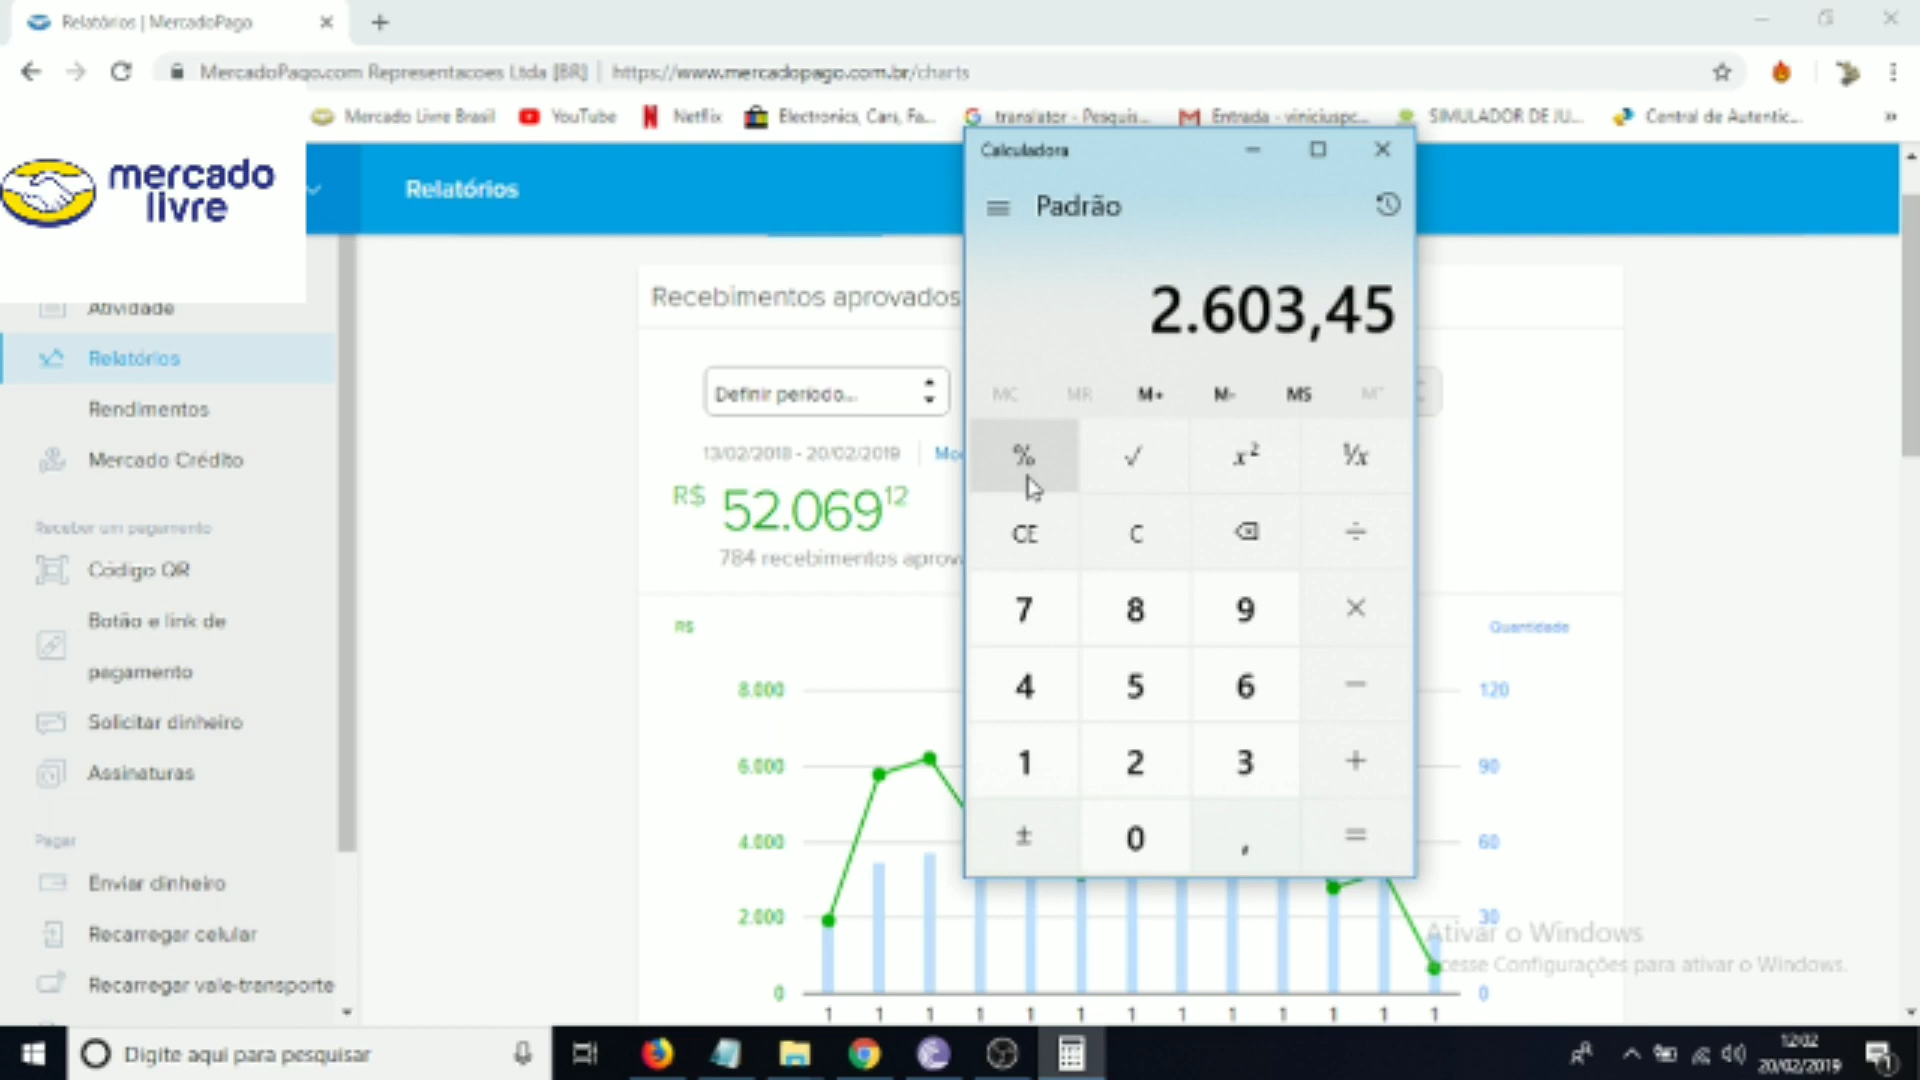 Relatórios | MercadoPago
MercadoPago.com Representacoes Ltda [BR] | https://www.mercadopago.com.br/charts
Mercado Livre Brasil
YouTube
Netflix
Electronics, Cars, Fa...
translator - Pesquis...
Entrada - viniciuspc...
SIMULADOR DE JU...
Central de Autentic...
mercado
livre
Relatórios
Atividade
Relatórios
Rendimentos
Mercado Crédito
Receber um pagamento
Código QR
Botão e link de
pagamento
Solicitar dinheiro
Assinaturas
Pagar
Enviar dinheiro
Recarregar celular
Recarregar vale-transporte
Recebimentos aprovados
Definir período...
13/02/2018 - 20/02/2019
R$ 52.069 12
784 recebimentos aprov
R$
Quantidade
8.000
120
6.000
90
4.000
60
2.000
30
0
0
1 1 1 1 1 1 1 1 1 1 1 1 1
Calculadora
Padrão
2.603,45
MC MR M+ M- MS
% √ x² ¹/x
CE C ÷
7 8 9 ×
4 5 6 −
1 2 3 +
± 0 , =
Ativar o Windows
cesse Configurações para ativar o Windows.
Digite aqui para pesquisar
12:02
20/02/2019
1